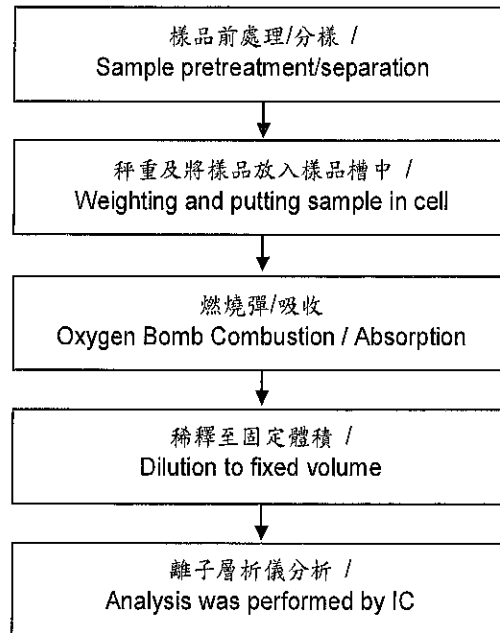 樣品前處理/分樣 /
Sample pretreatment/separation
秤重及將樣品放入樣品槽中 /
Weighting and putting sample in cell
燃燒彈/吸收
Oxygen Bomb Combustion / Absorption
稀釋至固定體積 /
Dilution to fixed volume
離子層析儀分析 /
Analysis was performed by IC